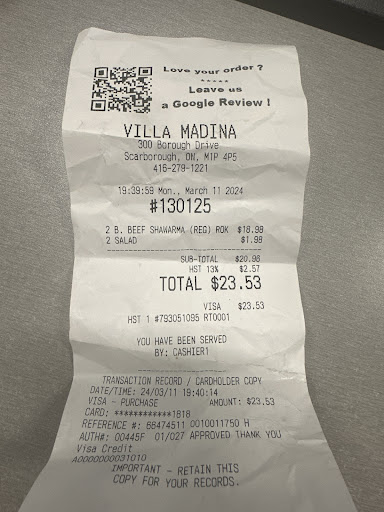 Love your order ?
*****
Leave us
a Google Review !
VILLA MADINA
300 Borough Drive
Scarborough, ON, M1P 4P5
416-279-1221
19:39:59 Mon., March 11 2024
#130125
2 B. BEEF SHAWARMA (REG) ROK $18.98
2 SALAD $1.98
SUB-TOTAL $20.96
HST 13% $2.57
TOTAL $23.53
VISA $23.53
HST 1 #793051095 RT0001
YOU HAVE BEEN SERVED
BY: CASHIER1
TRANSACTION RECORD / CARDHOLDER COPY
DATE/TIME: 24/03/11 19:40:14
VISA - PURCHASE AMOUNT: $23.53
CARD: ************1818
REFERENCE #: 66474511 0010011750 H
AUTH#: 00445F 01/027 APPROVED THANK YOU
Visa Credit
A0000000031010
IMPORTANT - RETAIN THIS
COPY FOR YOUR RECORDS.